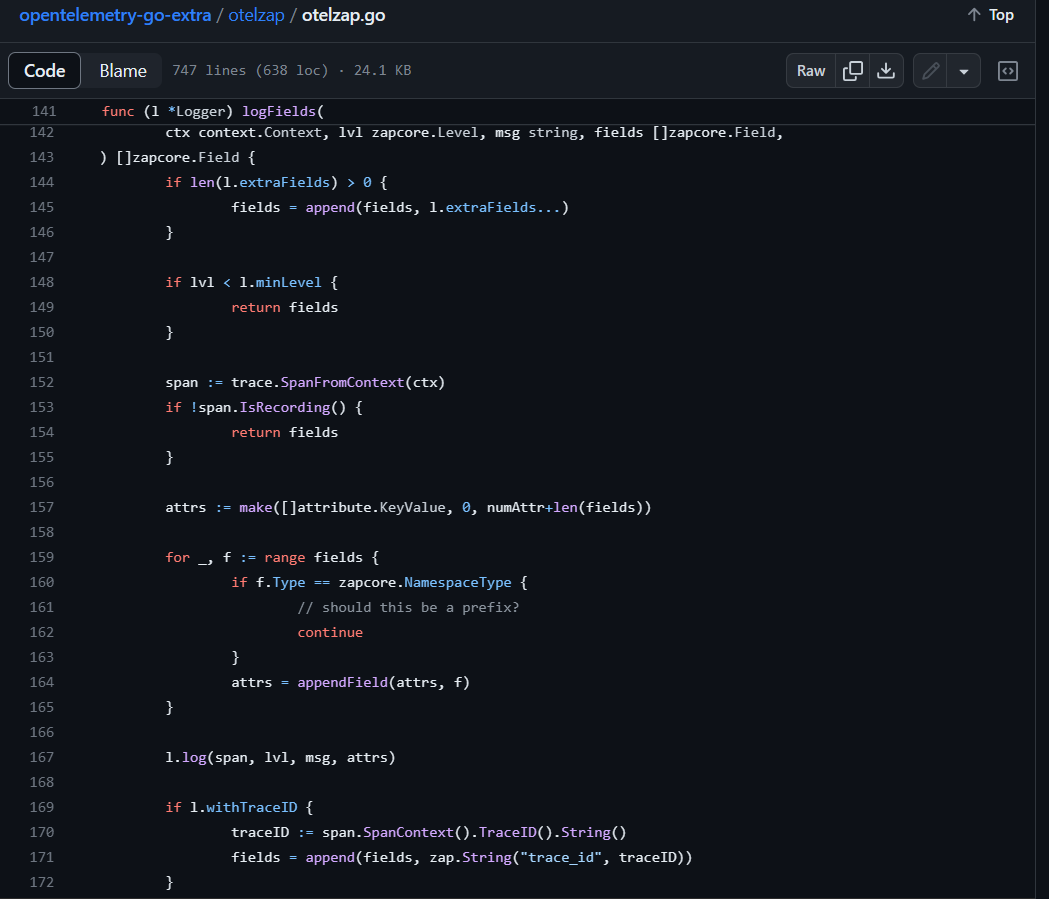 opentelemetry-go-extra / otelzap / otelzap.go
Top
Code Blame 747 lines (638 loc) · 24.1 KB
Raw
141 func (l *Logger) logFields(
142 ctx context.Context, lvl zapcore.Level, msg string, fields []zapcore.Field,
143 ) []zapcore.Field {
144 if len(l.extraFields) > 0 {
145 fields = append(fields, l.extraFields...)
146 }
147
148 if lvl < l.minLevel {
149 return fields
150 }
151
152 span := trace.SpanFromContext(ctx)
153 if !span.IsRecording() {
154 return fields
155 }
156
157 attrs := make([]attribute.KeyValue, 0, numAttr+len(fields))
158
159 for _, f := range fields {
160 if f.Type == zapcore.NamespaceType {
161 // should this be a prefix?
162 continue
163 }
164 attrs = appendField(attrs, f)
165 }
166
167 l.log(span, lvl, msg, attrs)
168
169 if l.withTraceID {
170 traceID := span.SpanContext().TraceID().String()
171 fields = append(fields, zap.String("trace_id", traceID))
172 }